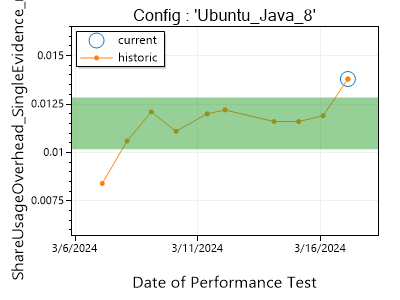 Config : 'Ubuntu_Java_8'
current
historic
0.015
0.0125
0.01
0.0075
3/6/2024
3/11/2024
3/16/2024
Date of Performance Test
ShareUsageOverhead_SingleEvidence_